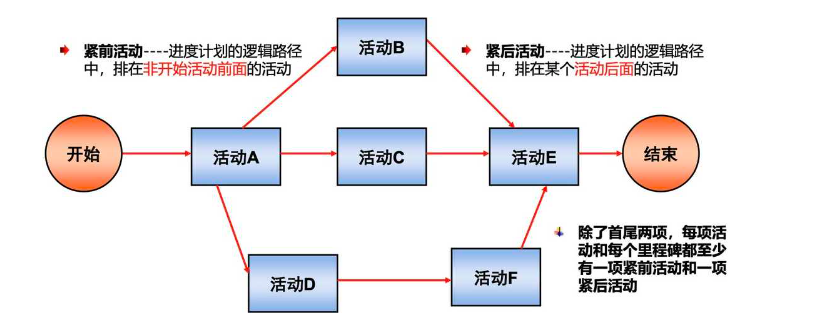 活动B
紧前活动----进度计划的逻辑路径
中，排在非开始活动前面的活动
紧后活动----进度计划的逻辑路径
中，排在某个活动后面的活动
开始
活动A
活动C
活动E
结束
除了首尾两项，每项活
动和每个里程碑都至少
有一项紧前活动和一项
紧后活动
活动D
活动F